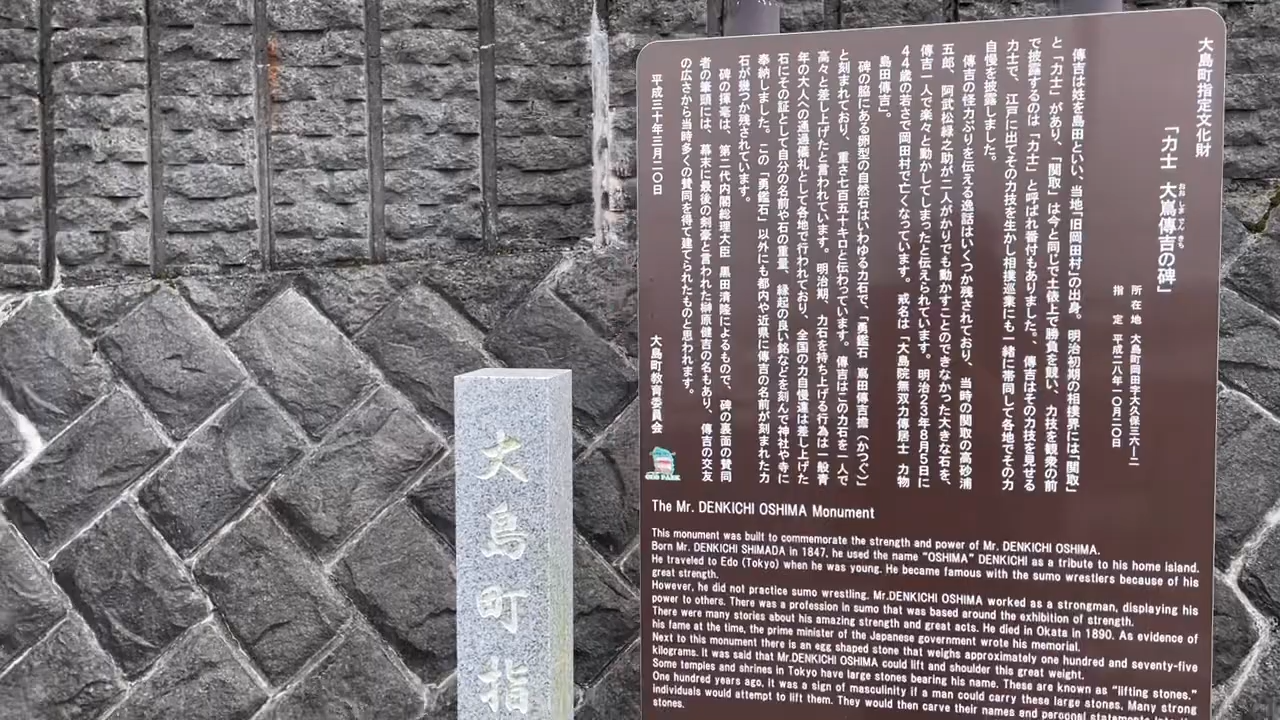 大島町指定文化財
「力士 大嶌傳吉の碑」
所在地 大島町岡田字大久保三六ー二
指 定 平成二八年一〇月二〇日
傳吉は姓を島田といい、当地「旧岡田村」の出身。明治初期の相撲界には「関取」
と「力士」があり、「関取」は今と同じで土俵上で勝負を競い、力技を観衆の前
で披露するのは「力士」と呼ばれ番付もありました。、傳吉はその力技を見せる
力士で、江戸に出てその力技を生かし相撲巡業にも一緒に帯同して各地でその力
自慢を披露しました。
傳吉の怪力ぶりを伝える逸話はいくつか残されており、当時の関取の高砂浦
五郎、阿武松緑之助が二人がかりでも動かすことのできなかった大きな石を、
傳吉一人で楽々と動かしてしまったと伝えられています。明治23年8月5日に
44歳の若さで岡田村で亡くなっています。戒名は「大島院無双力傳居士 力物
島田傳吉」。
碑の脇にある卵型の自然石はいわゆる力石で、「勇鑑石 嶌田傳吉擔（かつぐ）」
と刻まれており、重さ七百五十キロと伝わっています。傳吉はこの力石を一人で
高々と差し上げたと言われています。明治期、力石を持ち上げる行為は一般青
年の大人への通過儀礼として各地で行われており、全国の力自慢達は差し上げた
石にその証として自分の名前や石の重量、縁起の良い銘などを刻んで神社や寺に
奉納しました。この「勇鑑石」以外にも都内や近県に傳吉の名前が刻まれた力
石が幾つか残されています。
碑の揮毫は、第二代内閣総理大臣 黒田清隆によるもので、碑の裏面の賛同
者の筆頭には、幕末に最後の剣豪と言われた榊原健吉の名もあり、傳吉の交友
の広さから当時多くの賛同を得て建てられたものと思われます。
平成三十年三月二〇日
大島町教育委員会
GEO PARK
The Mr. DENKICHI OSHIMA Monument
This monument was built to commemorate the strength and power of Mr. DENKICHI OSHIMA.
Born Mr. DENKICHI SHIMADA in 1847, he used the name "OSHIMA" DENKICHI as a tribute to his home island.
He traveled to Edo (Tokyo) when he was young. He became famous with the sumo wrestlers because of his
great strength.
However, he did not practice sumo wrestling. Mr.DENKICHI OSHIMA worked as a strongman, displaying his
power to others. There was a profession in sumo that was based around the exhibition of strength.
There were many stories about his amazing strength and great acts. He died in Okata in 1890. As evidence of
his fame at the time, the prime minister of the Japanese government wrote his memorial.
Next to this monument there is an egg shaped stone that weighs approximately one hundred and seventy-five
kilograms. It was said that Mr.DENKICHI OSHIMA could lift and shoulder this great weight.
Some temples and shrines in Tokyo have large stones bearing his name. These are known as "lifting stones."
One hundred years ago, it was a sign of masculinity if a man could carry these large stones. Many strong
individuals would attempt to lift them. They would then carve their names and personal statements
stones.
大島町指